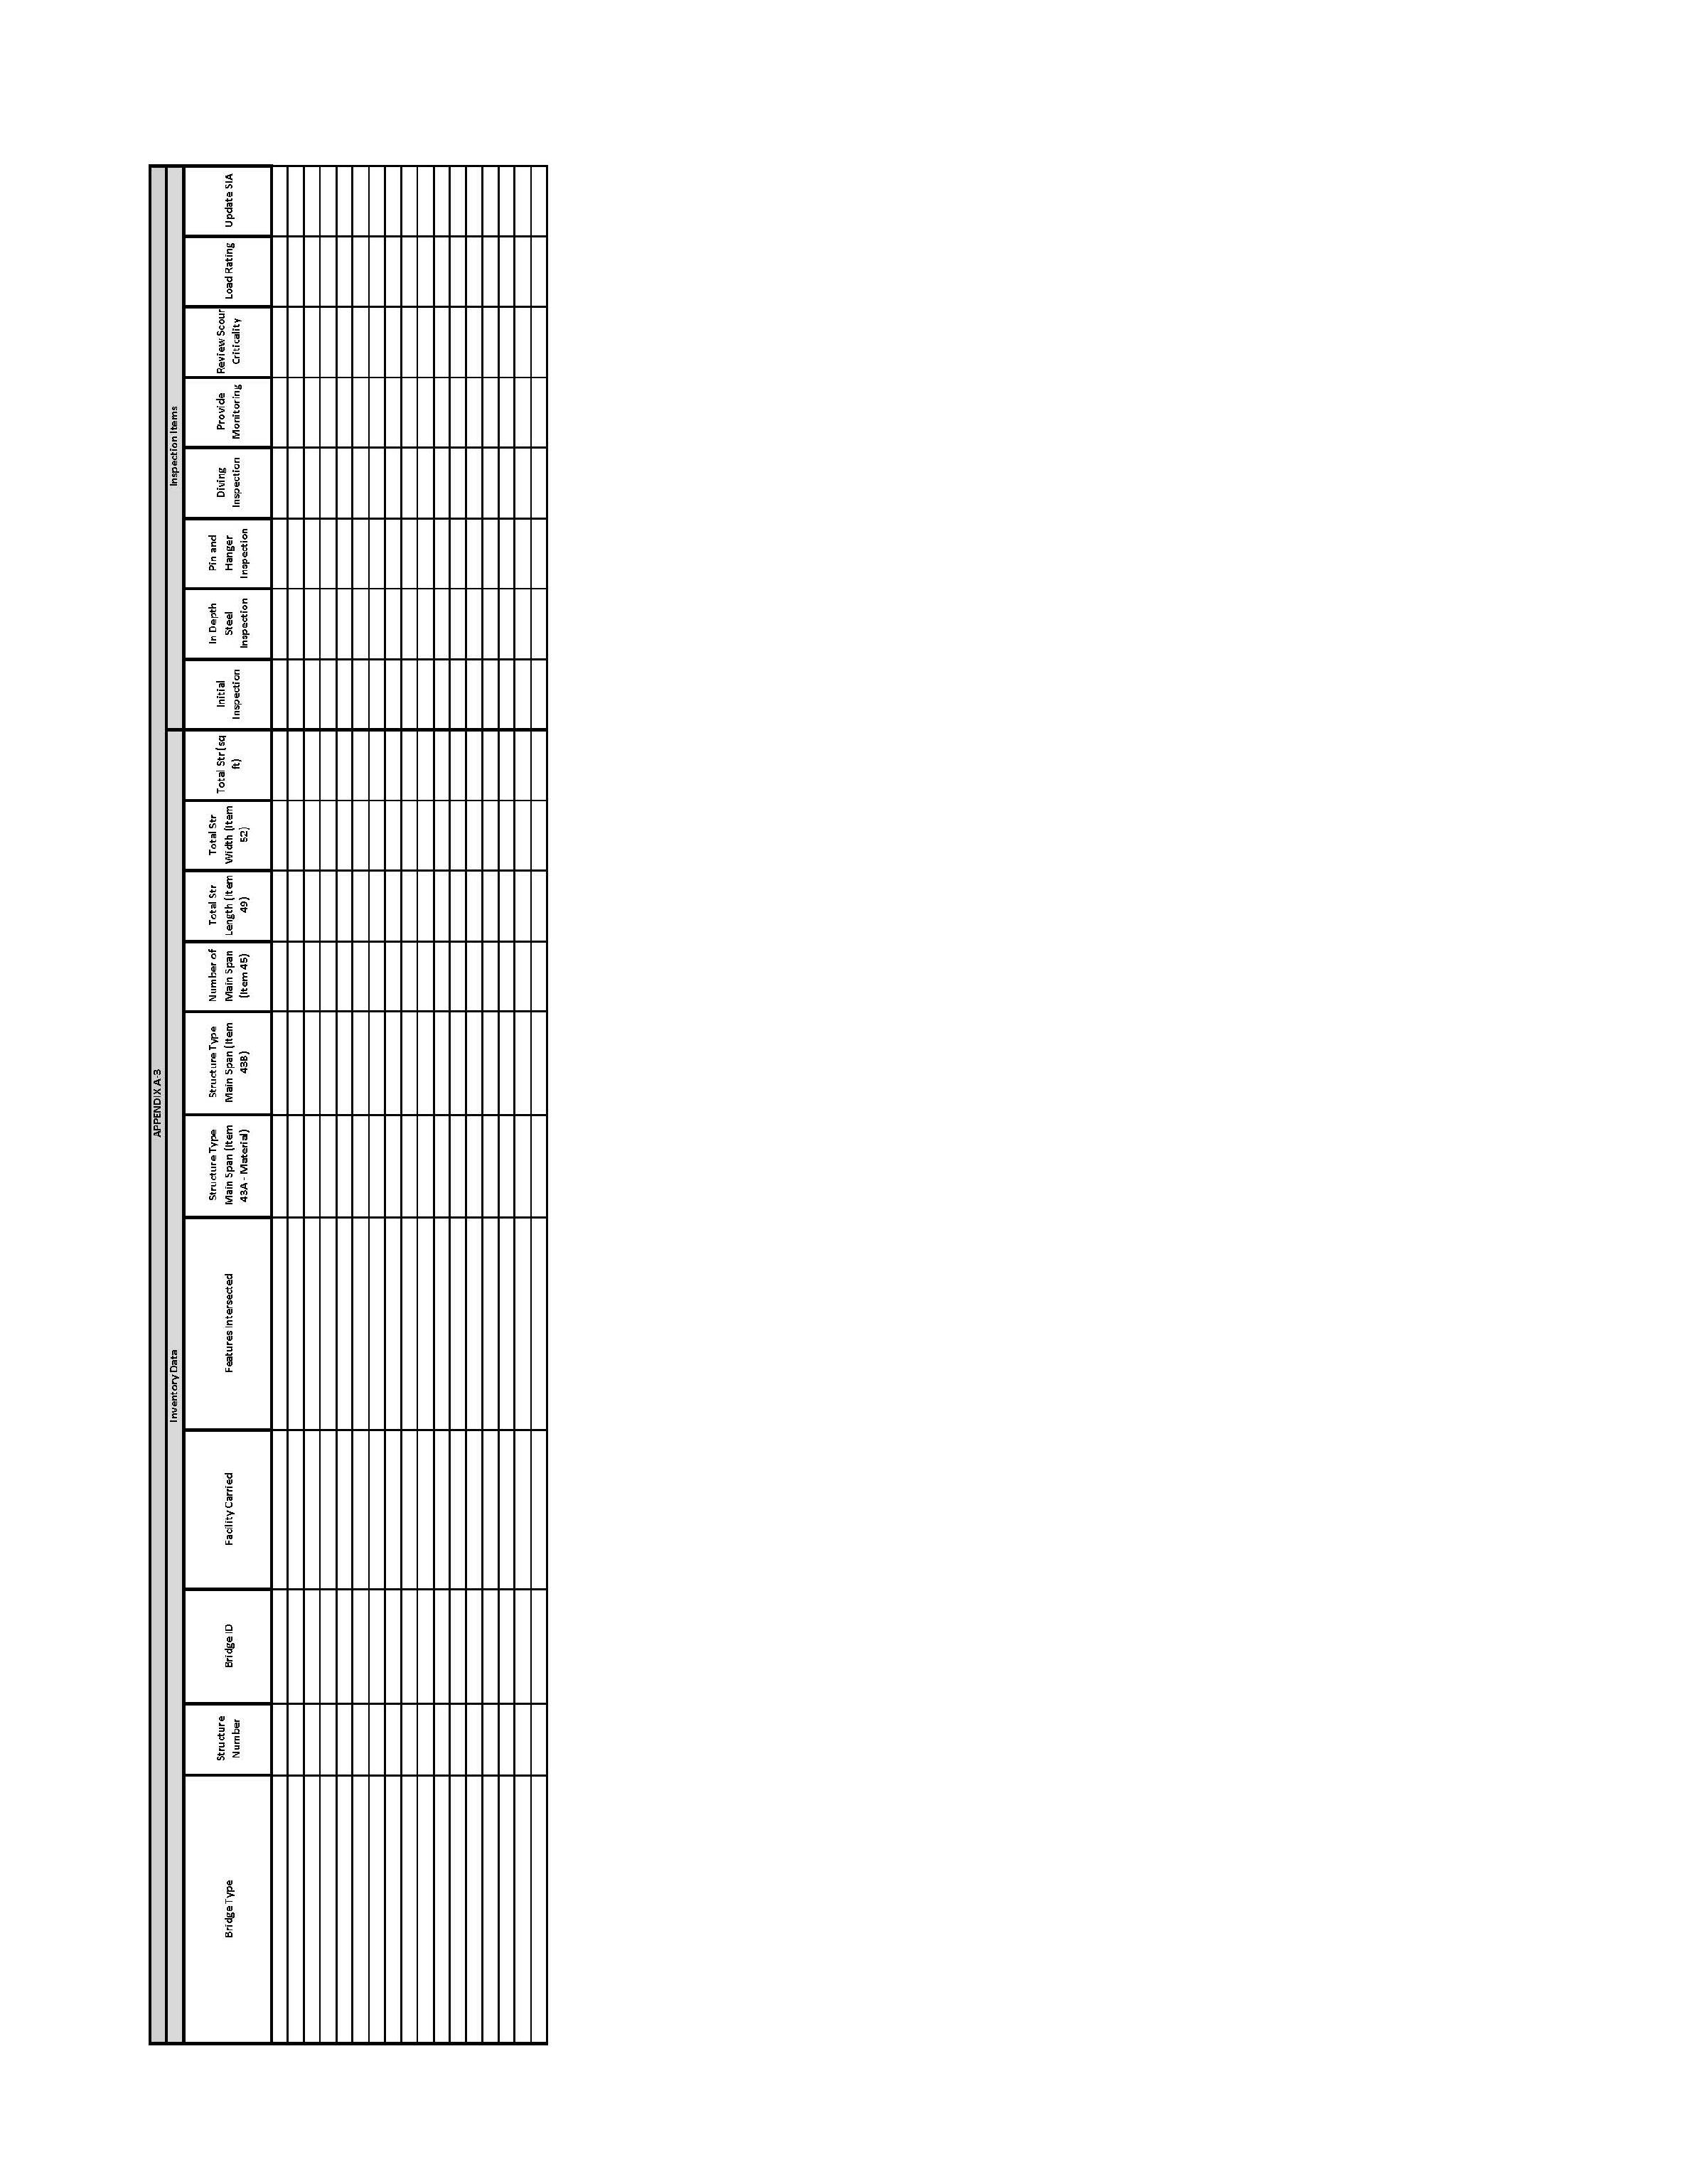 APPENDIX A-3
Inventory Data
Inspection Items
Bridge Type
Structure
Number
Bridge ID
Facility Carried
Features Intersected
Structure Type
Main Span (Item
43A - Material)
Structure Type
Main Span (Item
43B)
Number of
Main Span
(Item 45)
Total Str
Length (Item
49)
Total Str
Width (Item
52)
Total Str (sq
ft)
Initial
Inspection
In Depth
Steel
Inspection
Pin and
Hanger
Inspection
Diving
Inspection
Provide
Monitoring
Review Scour
Criticality
Load Rating
Update SIA